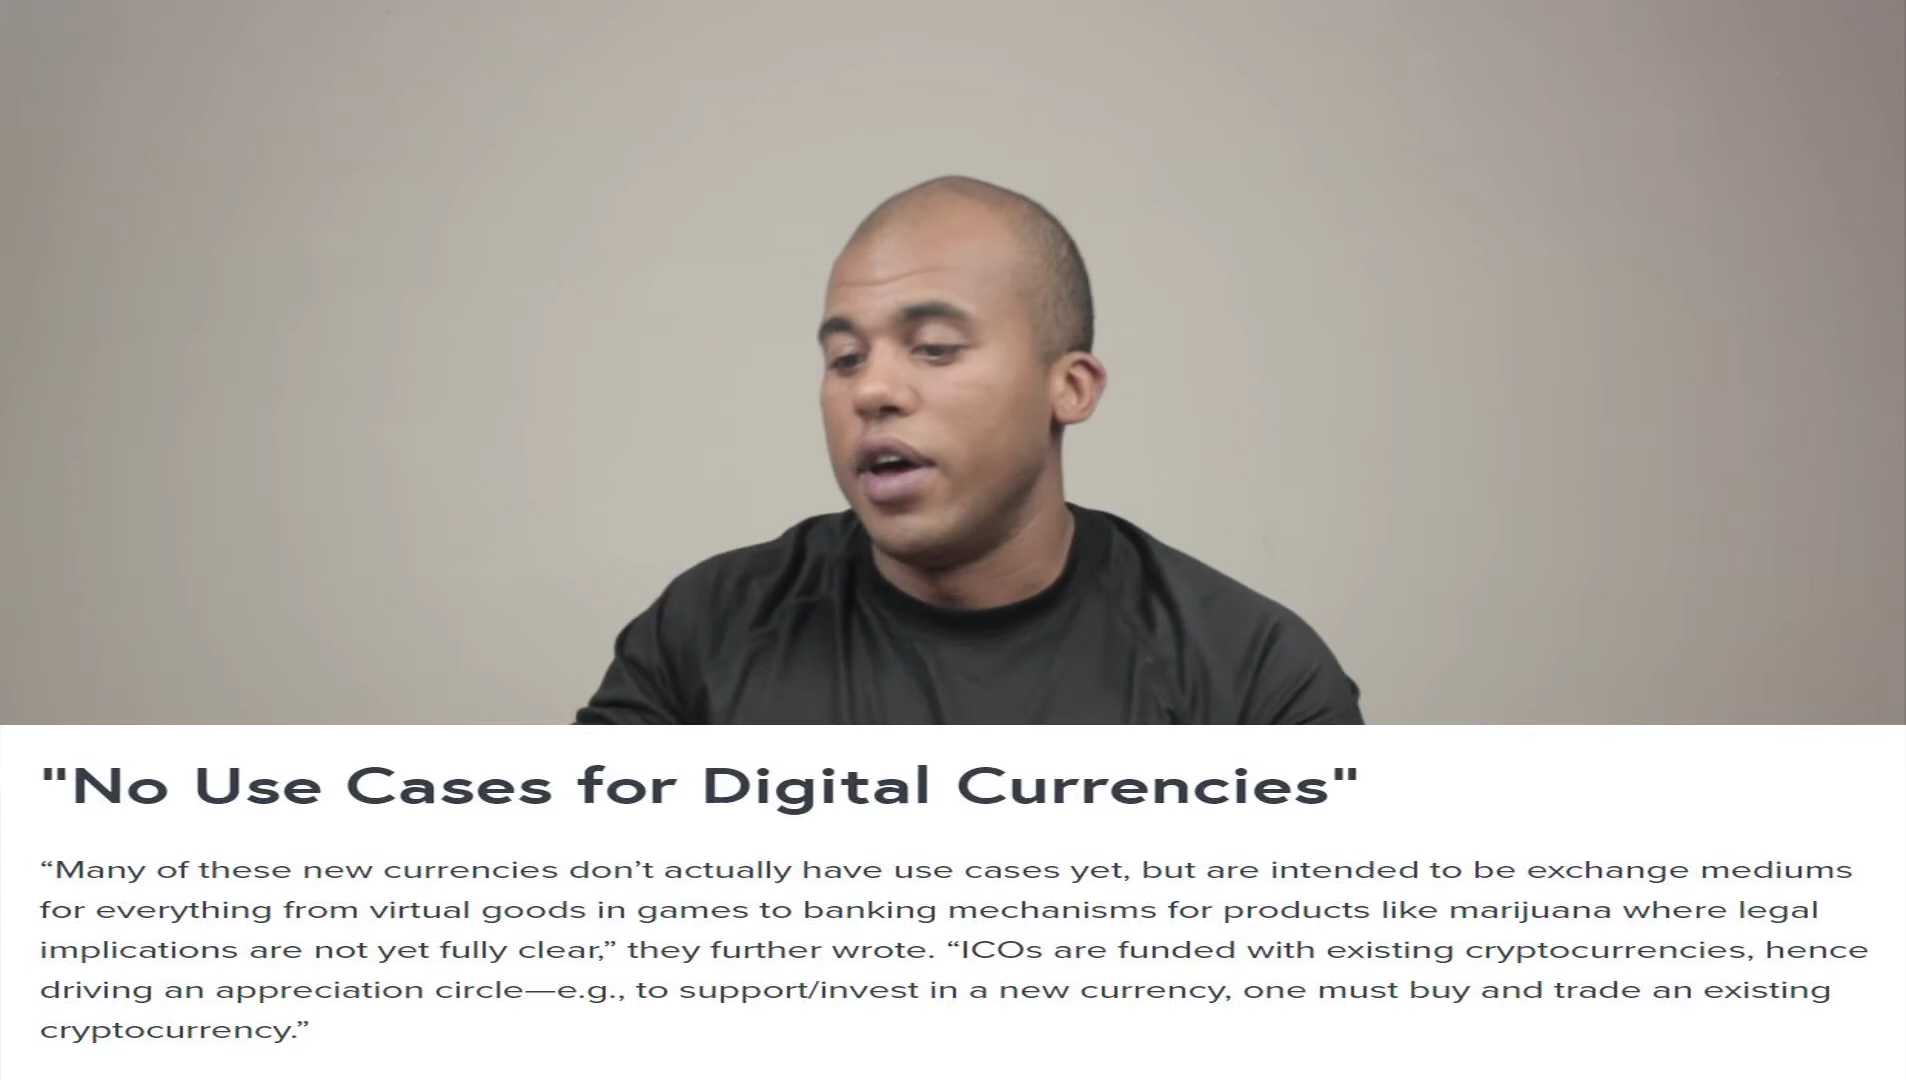 "No Use Cases for Digital Currencies"
“Many of these new currencies don’t actually have use cases yet, but are intended to be exchange mediums
for everything from virtual goods in games to banking mechanisms for products like marijuana where legal
implications are not yet fully clear,” they further wrote. “ICOs are funded with existing cryptocurrencies, hence
driving an appreciation circle—e.g., to support/invest in a new currency, one must buy and trade an existing
cryptocurrency.”